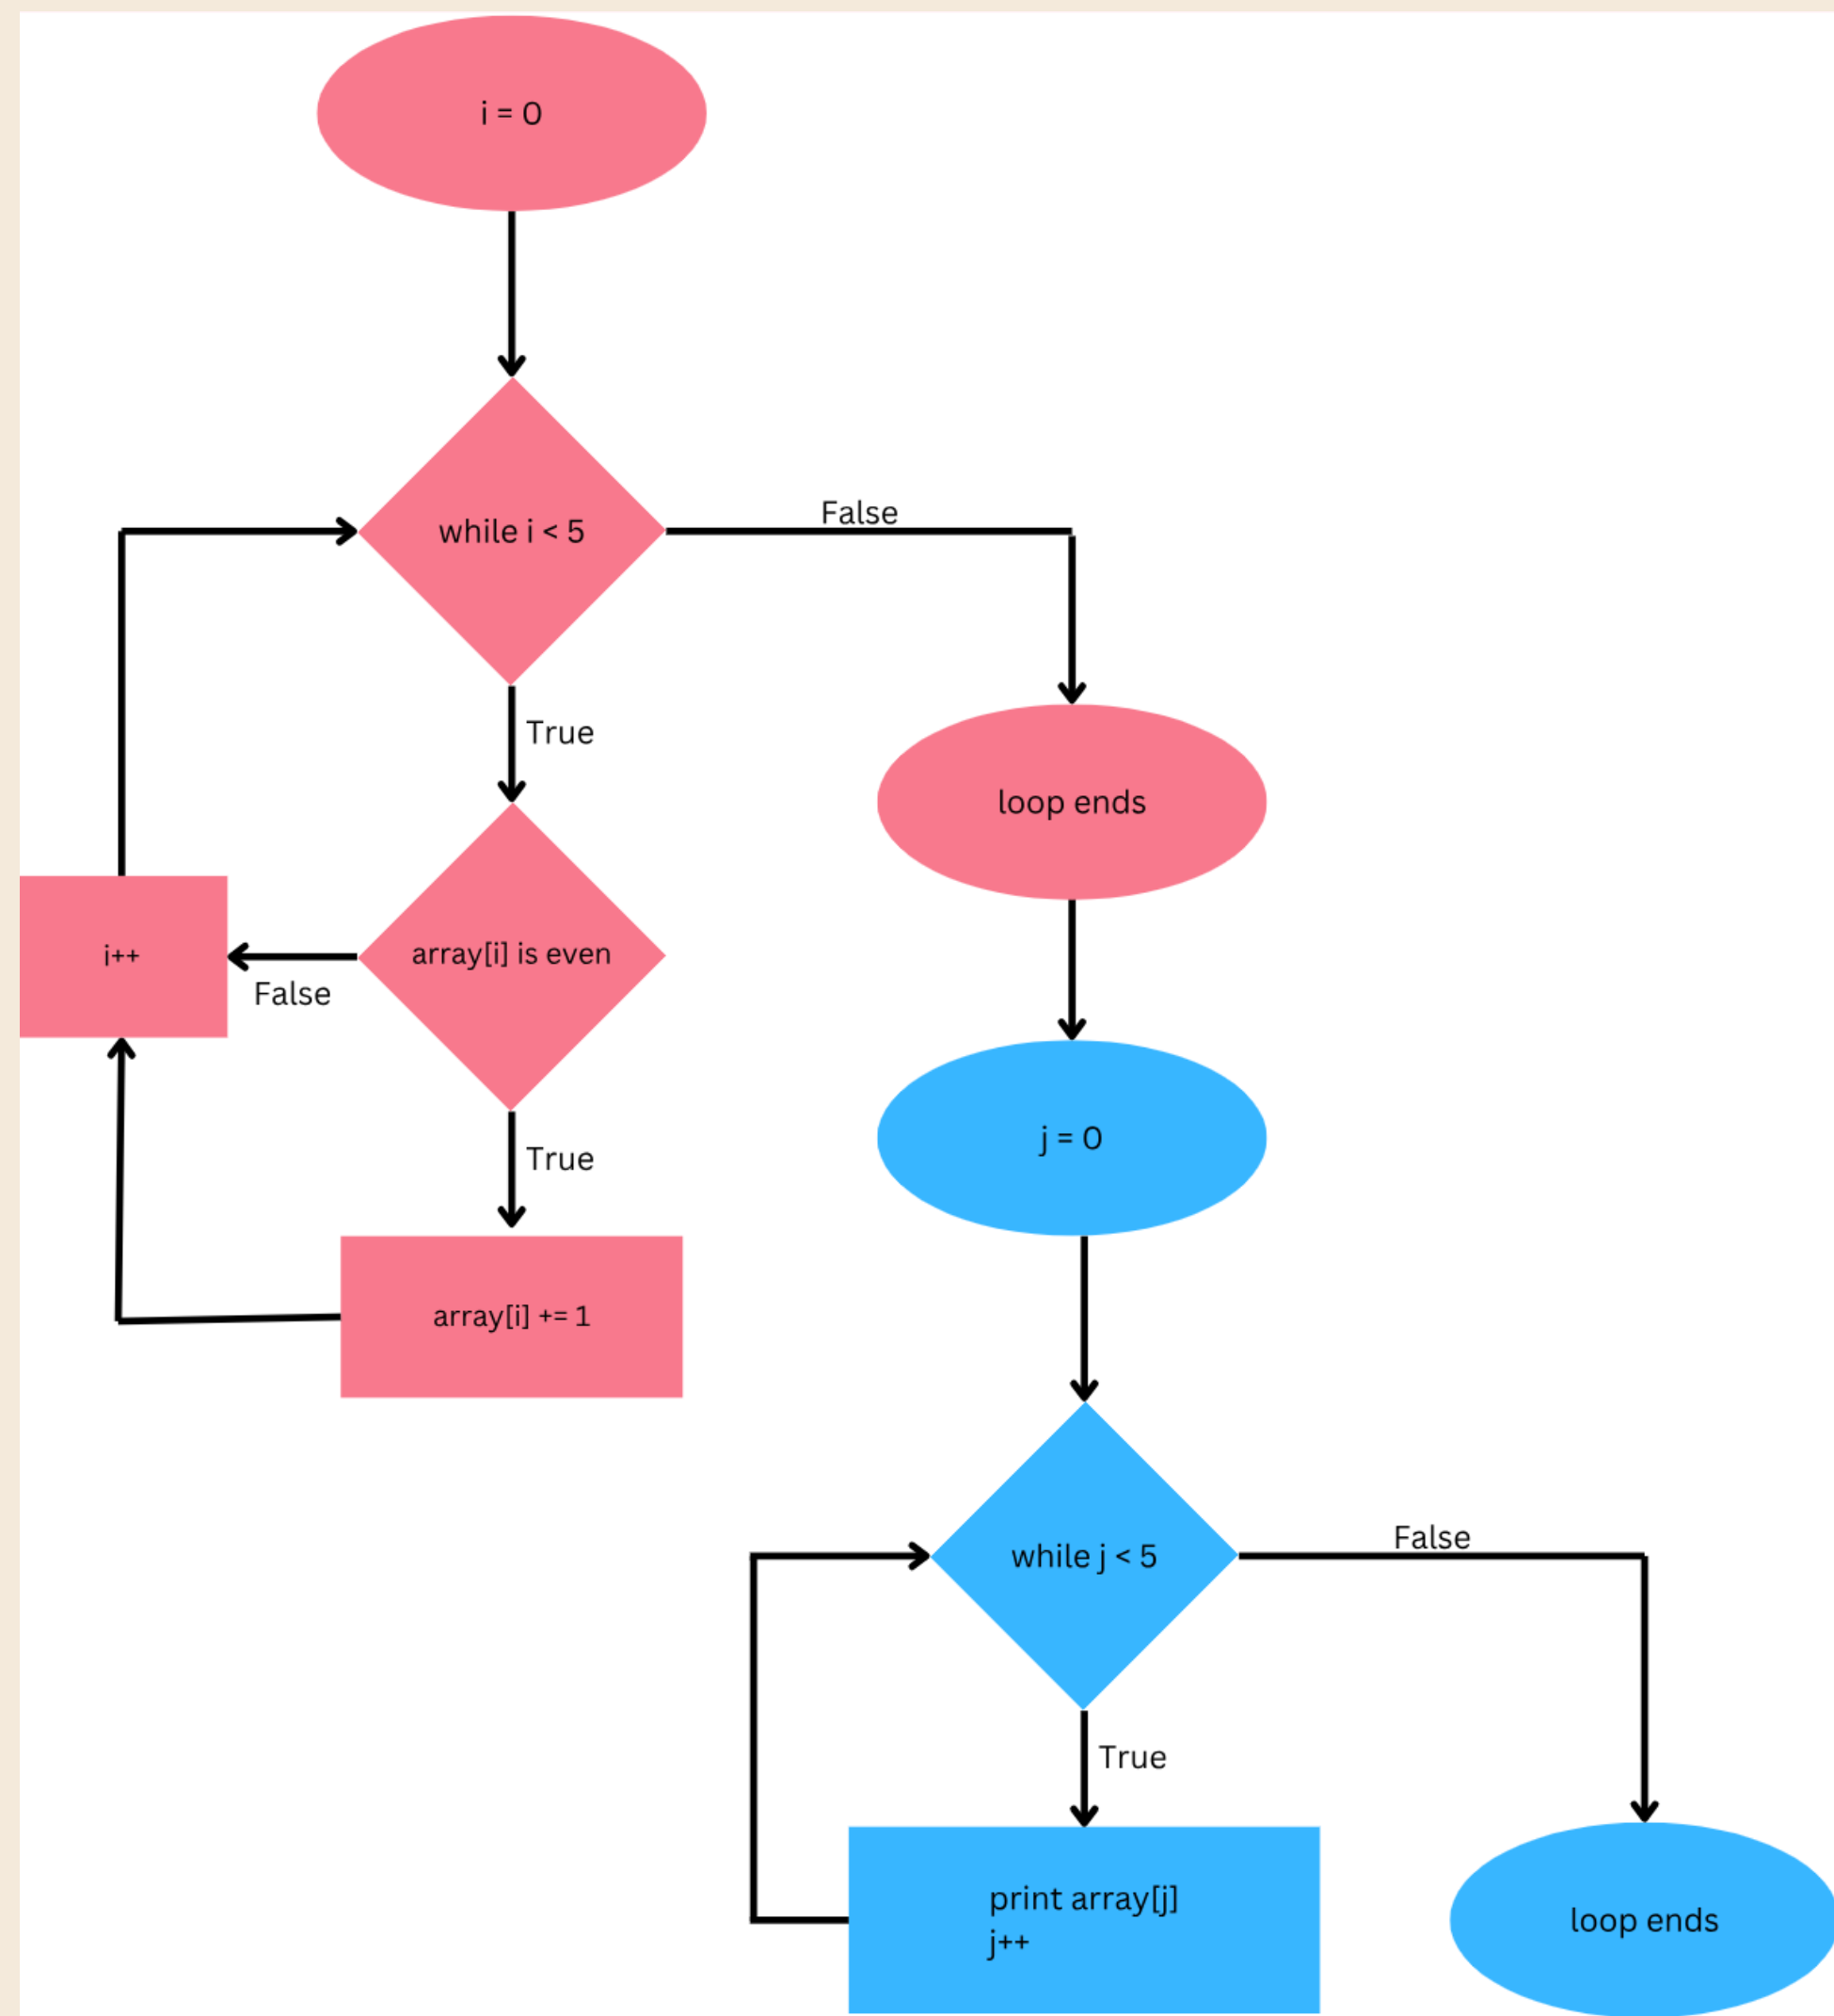 i = 0
while i < 5
False
True
loop ends
array[i] is even
i++
False
True
j = 0
array[i] += 1
while j < 5
False
True
print array[j]
j++
loop ends